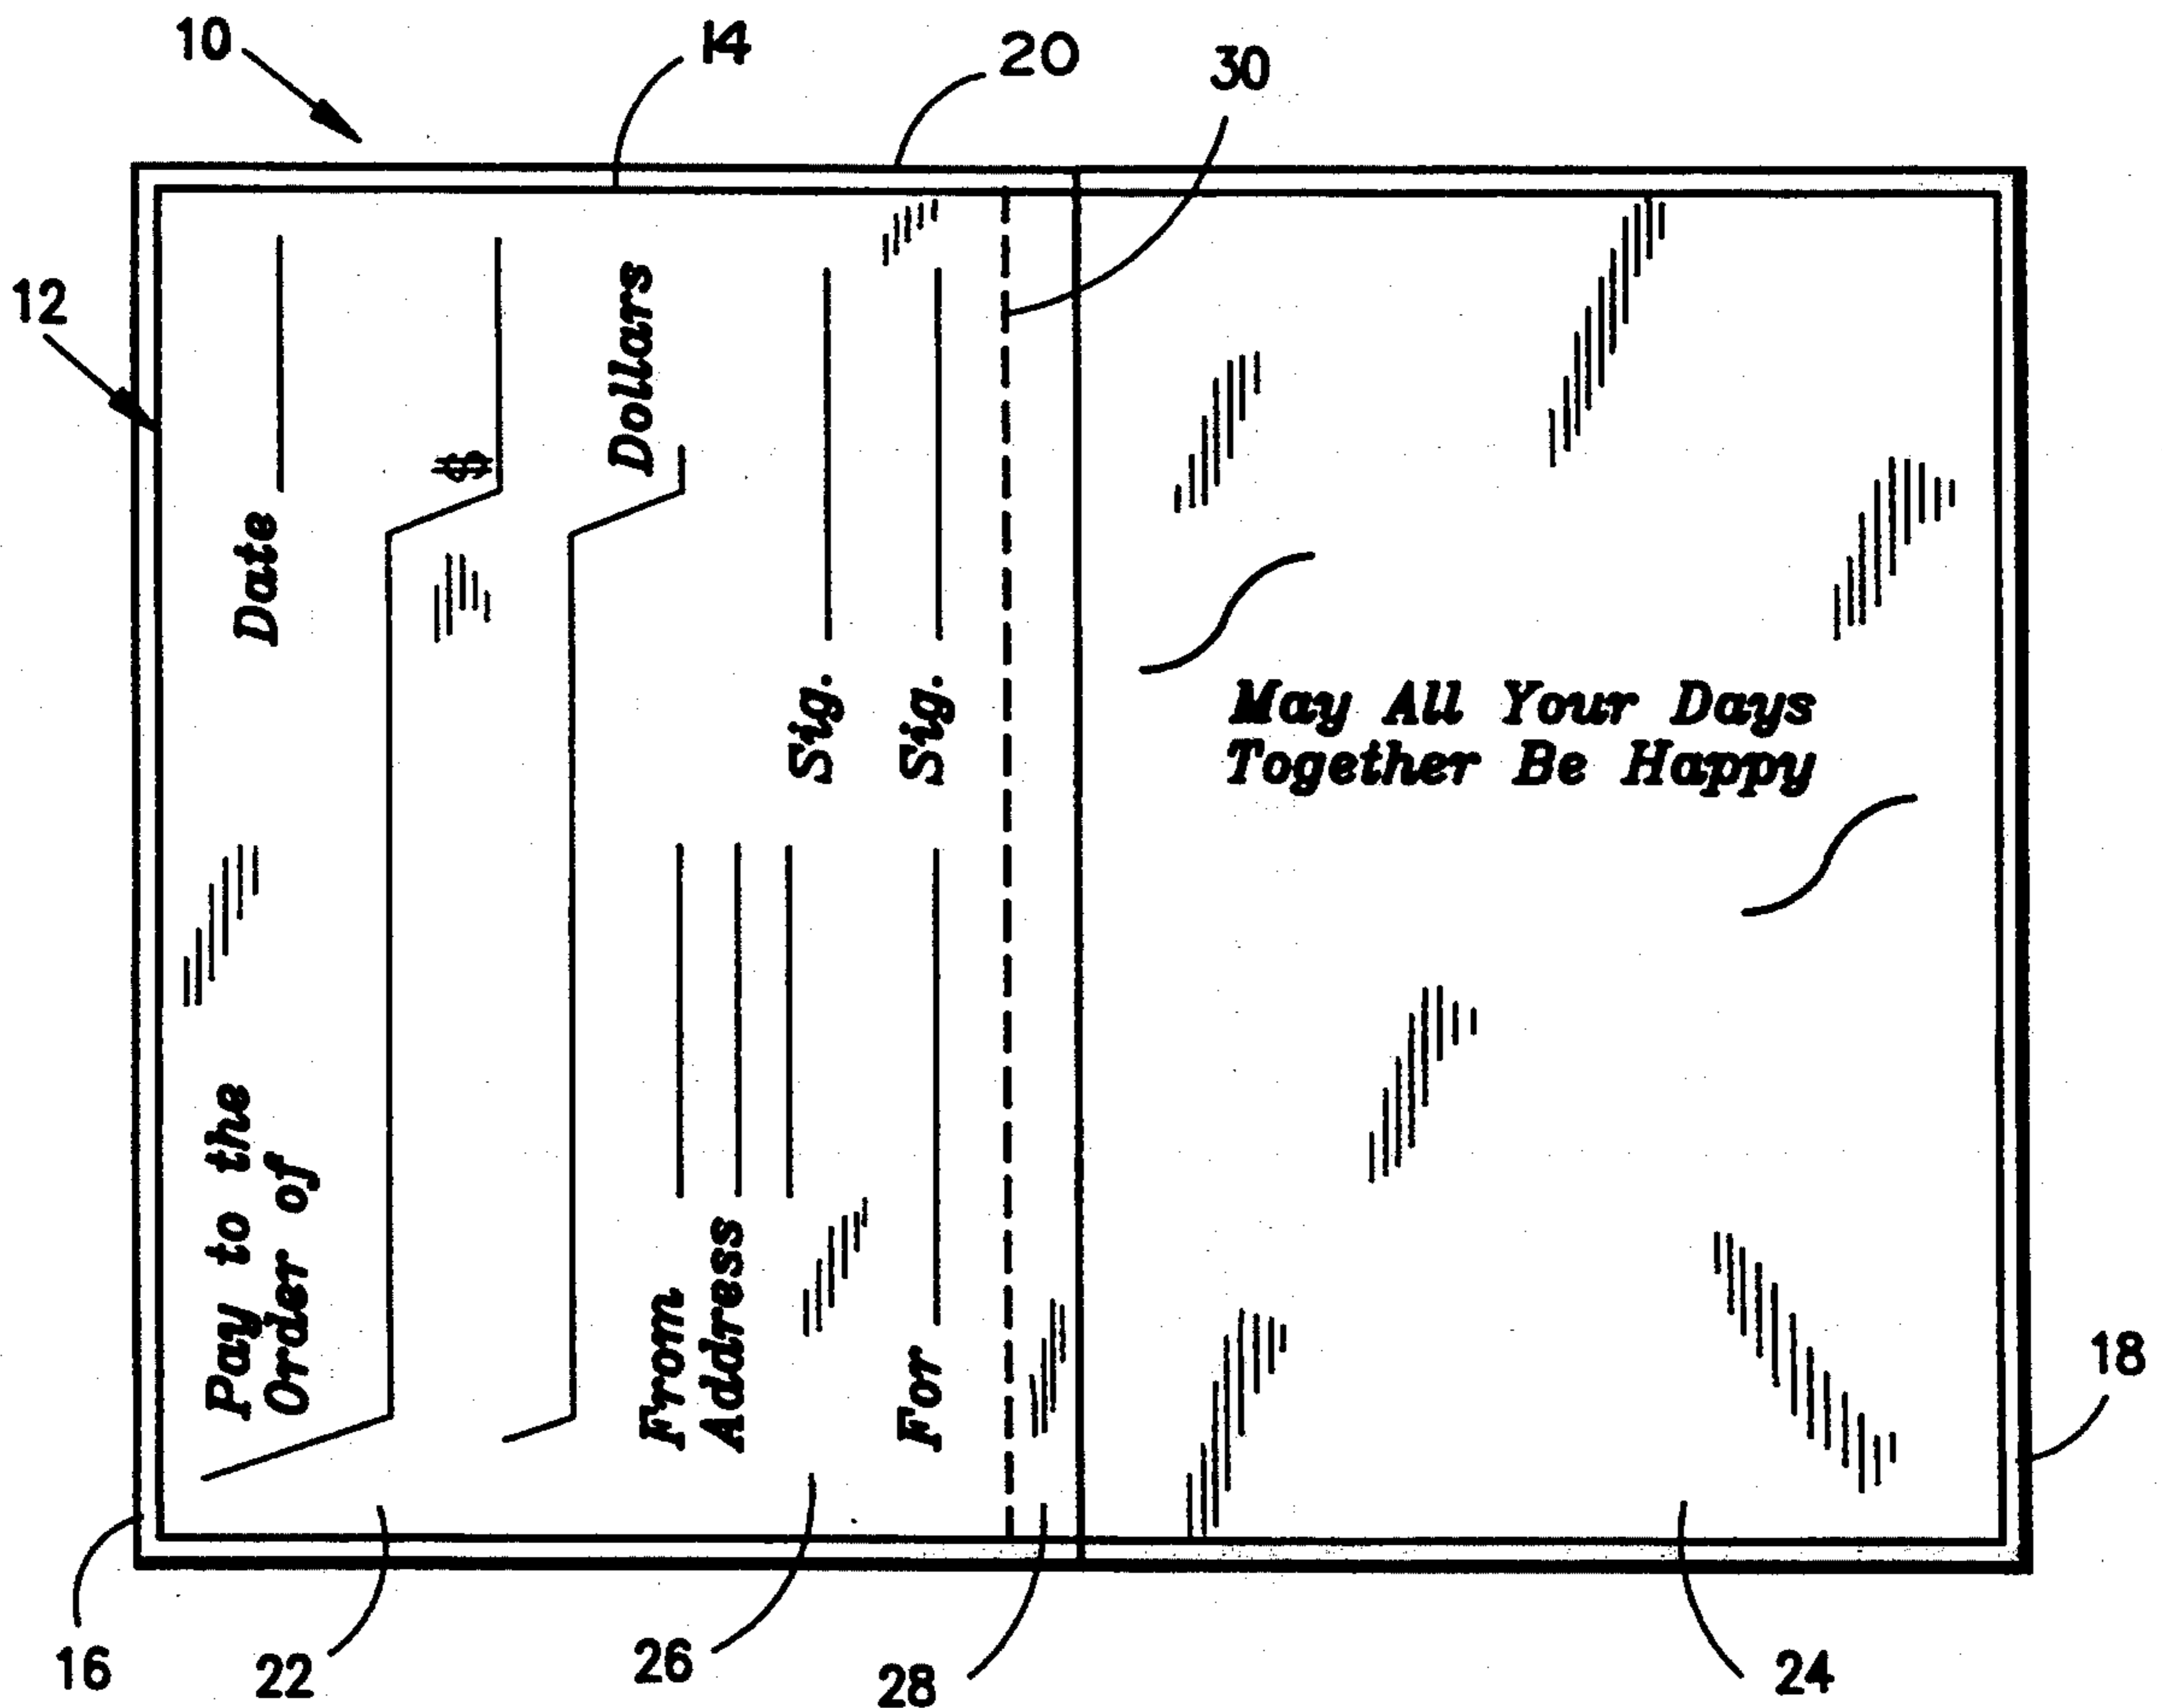 10
14
20
30
12
Date
$
Dollars
Pay to the
Order of
From
Address
Sig.
Sig.
For
May All Your Days
Together Be Happy
18
16
22
26
28
24